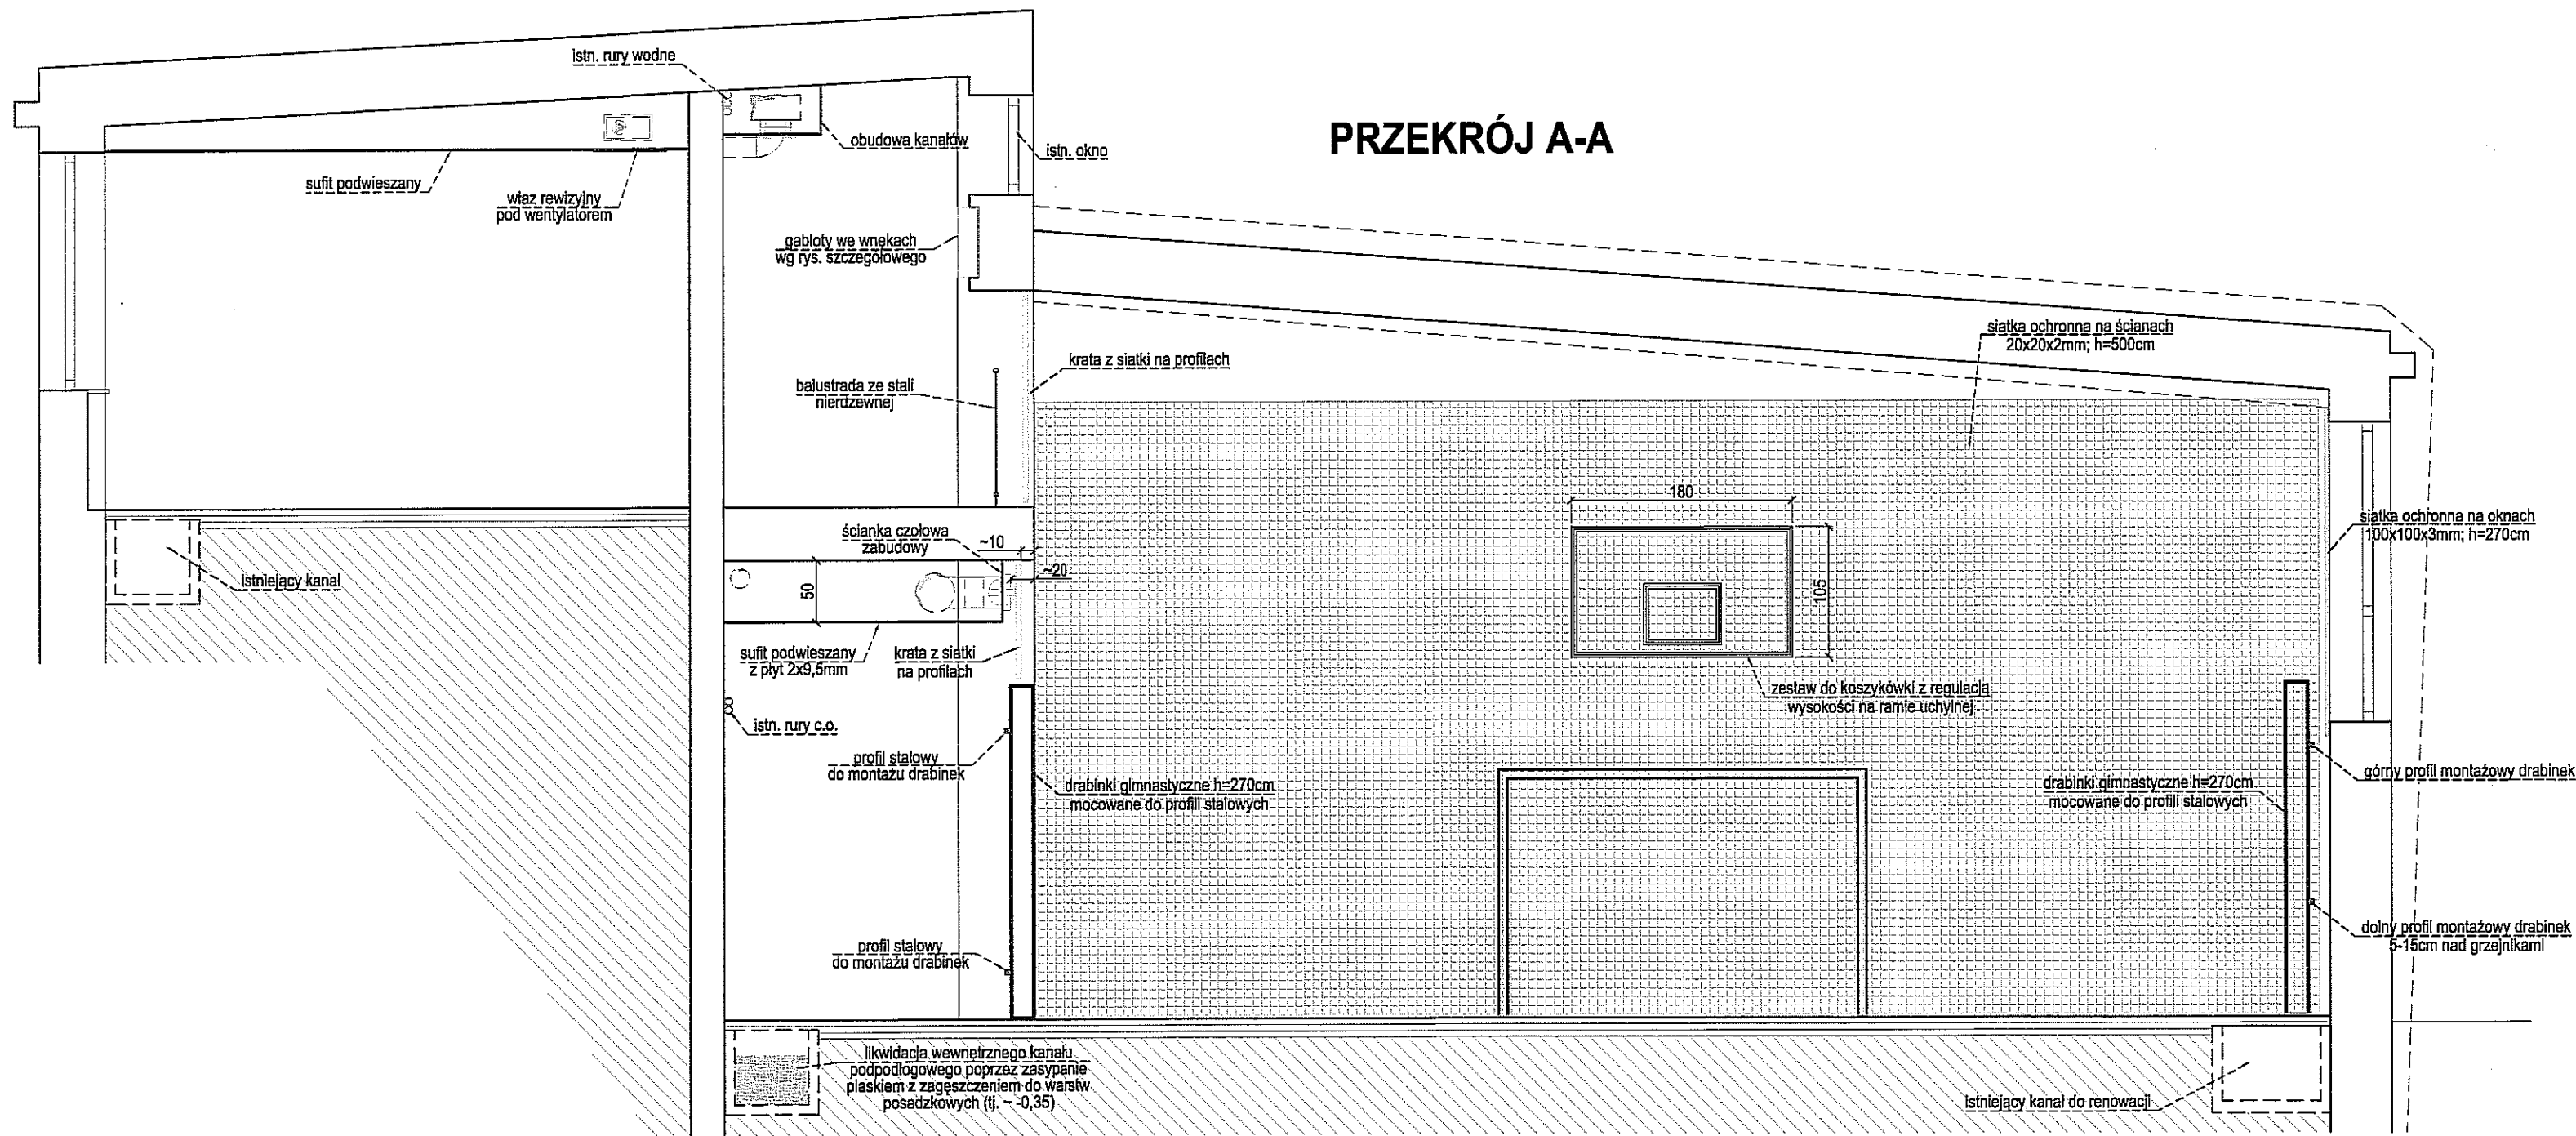 PRZEKRÓJ A-A
istn. rury wodne
obudowa kanałów
istn. okno
sufit podwieszany
właz rewizyjny
pod wentylatorem
gabloty we wnękach
wg rys. szczegółowego
siatka ochronna na ścianach
20x20x2mm; h=500cm
krata z siatki na profilach
balustrada ze stali
nierdzewnej
180
105
siatka ochronna na oknach
100x100x3mm; h=270cm
ścianka czołowa
zabudowy
~10
~20
50
istniejący kanał
sufit podwieszany
z płyt 2x9,5mm
krata z siatki
na profilach
zestaw do koszykówki z regulacją
wysokości na ramie uchylnej
istn. rury c.o.
profil stalowy
do montażu drabinek
drabinki gimnastyczne h=270cm
mocowane do profili stalowych
drabinki gimnastyczne h=270cm
mocowane do profili stalowych
górny profil montażowy drabinek
dolny profil montażowy drabinek
5-15cm nad grzejnikami
profil stalowy
do montażu drabinek
likwidacja wewnętrznego kanału
podpodłogowego poprzez zasypanie
piaskiem z zagęszczeniem do warstw
posadzkowych (tj. ~ -0,35)
istniejący kanał do renowacji